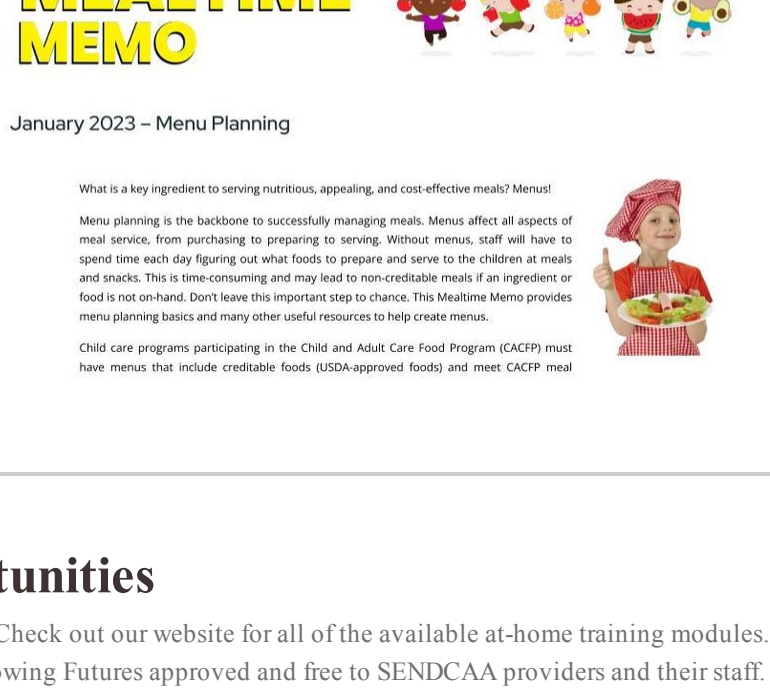 MEALTIME
MEMO
January 2023 – Menu Planning
What is a key ingredient to serving nutritious, appealing, and cost-effective meals? Menus!
Menu planning is the backbone to successfully managing meals. Menus affect all aspects of
meal service, from purchasing to preparing to serving. Without menus, staff will have to
spend time each day figuring out what foods to prepare and serve to the children at meals
and snacks. This is time-consuming and may lead to non-creditable meals if an ingredient or
food is not on-hand. Don’t leave this important step to chance. This Mealtime Memo provides
menu planning basics and many other useful resources to help create menus.
Child care programs participating in the Child and Adult Care Food Program (CACFP) must
have menus that include creditable foods (USDA-approved foods) and meet CACFP meal
tunities
Check out our website for all of the available at-home training modules.
owing Futures approved and free to SENDCAA providers and their staff.